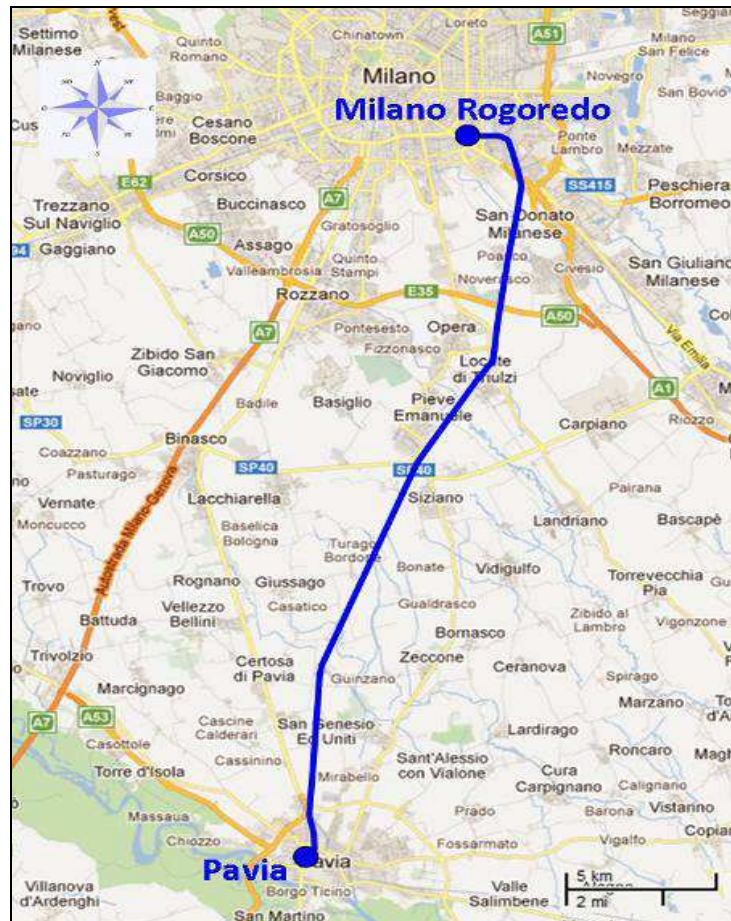 Settimo
Milanese
Vest
Quinto
Romano
Chinatown
Loreto
A51
Segrate
Milano
San Felice
Novegro
San Bovio
Milano
Baggio
Milano Rogoredo
Cesano
Boscone
Ponte
Lambro
Mezzate
E62
Corsico
A7
SS415
Peschiera
Borromeo
Trezzano
Sul Naviglio
Buccinasco
Gratosoglio
San Donato
Milanese
Gaggiano
A50
Assago
Quinto
Stampi
Poasco
Civesio
San Giuliano
Milanese
Valleambrosia
Noverasco
Rozzano
E35
A50
A7
Pontesesto
Opera
Via Emilia
Fizzonasco
Zibido San
Giacomo
Locate
di Triulzi
Noviglio
A1
Badile
Basiglio
Pieve
Emanuele
Carpiano
Riozzo
SP30
Binasco
Coazzano
SP40
SP40
Pasturago
Lacchiarella
Siziano
Pairana
Vernate
Moncucco
Autostrada Milano-Genova
Baselica
Bologna
Landriano
Bascapè
Turago
Bordone
Trovo
Rognano
Giussago
Bonate
Vidigulfo
Torrevecchia
Pia
Vellezzo
Bellini
Casatico
Gualdrasco
Battuda
Zibido al
Lambro
Vigonzone
Bornasco
Trivolzio
Certosa
di Pavia
Zeccone
Ceranova
Marcignago
Guinzano
Spirago
Marzano
A7
A53
Cascine
Calderari
San Genesio
Ed Uniti
Lardirago
Casottole
Roncaro
Torre d'Isola
Cassinino
Sant'Alessio
con Vialone
Mirabello
Cura
Carpignano
Calignano
Massaua
Prado
Barona
Vistarino
Chiozzo
Fossarmato
Vigalfo
Pavia
Pavia
Borgo Ticino
Villanova
d'Ardenghi
Valle
Salimbene
San Martino
5 km
2 mi